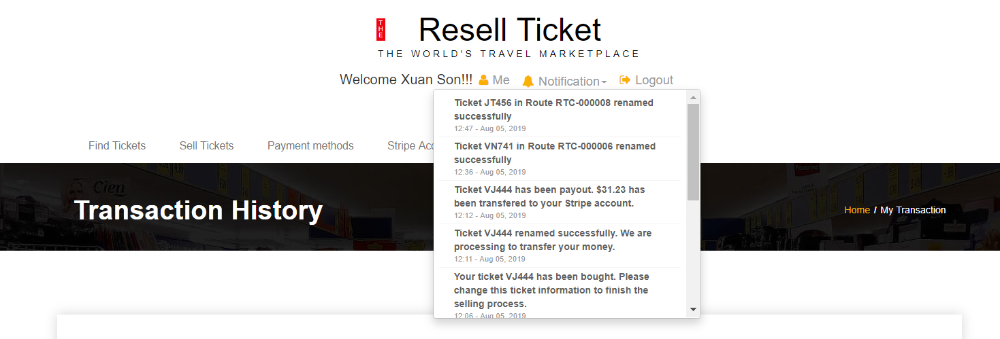 THE
Resell Ticket
THE WORLD'S TRAVEL MARKETPLACE
Welcome Xuan Son!!! Me Notification Logout
Ticket JT456 in Route RTC-000008 renamed
successfully
12:47 - Aug 05, 2019
Ticket VN741 in Route RTC-000006 renamed
successfully
12:36 - Aug 05, 2019
Ticket VJ444 has been payout. $31.23 has
been transfered to your Stripe account.
12:12 - Aug 05, 2019
Ticket VJ444 renamed successfully. We are
processing to transfer your money.
12:11 - Aug 05, 2019
Your ticket VJ444 has been bought. Please
change this ticket information to finish the
selling process.
12:06 - Aug 05, 2019
Find Tickets Sell Tickets Payment methods Stripe
Cien
Favorina
Transaction History
Home / My Transaction